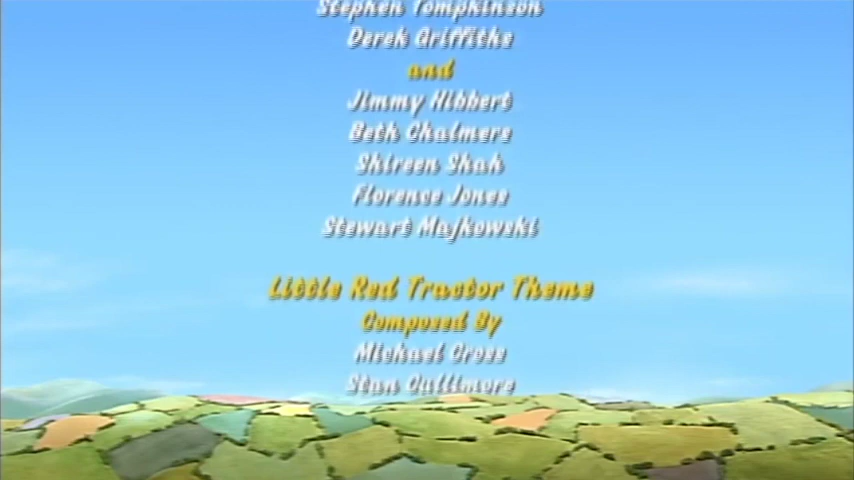 Stephen Tompkinson
Derek Griffiths
and
Jimmy Hibbert
Beth Chalmers
Shireen Shah
Florence Jones
Stewart Majkowski
Little Red Tractor Theme
Composed By
Michael Cross
Stan Cullimore